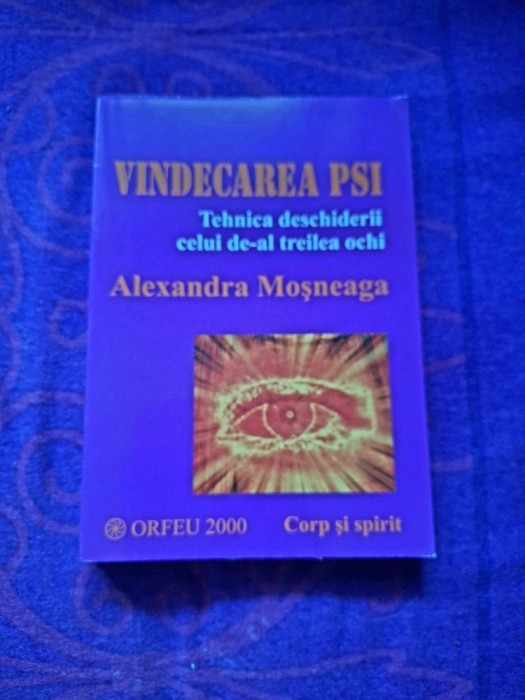 VINDECAREA PSI
Tehnica deschiderii
celui de-al treilea ochi
Alexandra Moşneaga
ORFEU 2000 Corp şi spirit